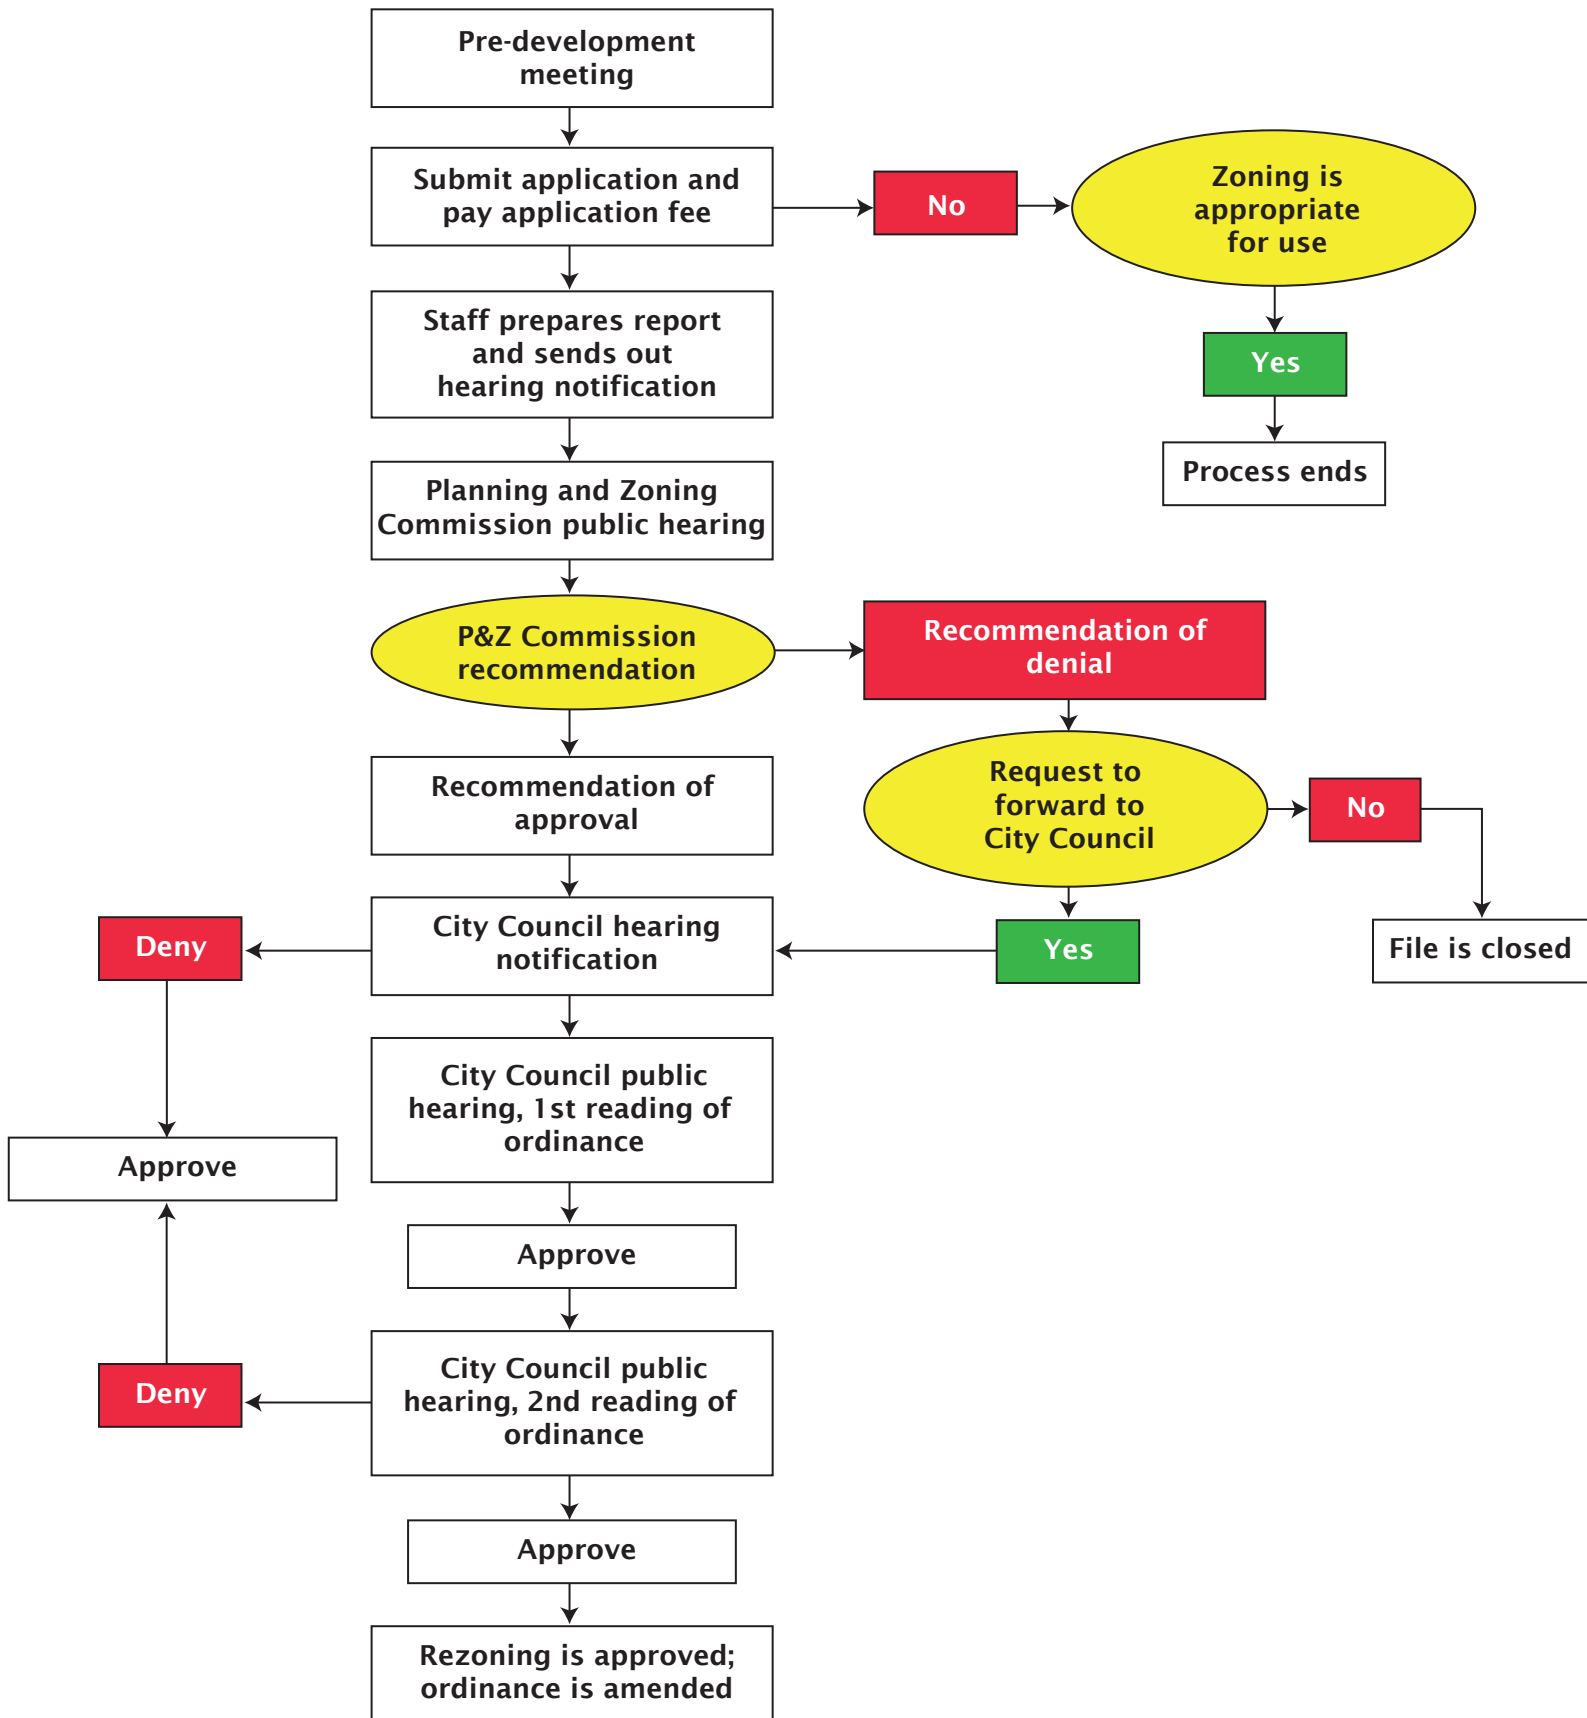 Pre-development
meeting
Submit application and
pay application fee
No
Zoning is
appropriate
for use
Yes
Process ends
Staff prepares report
and sends out
hearing notification
Planning and Zoning
Commission public hearing
P&Z Commission
recommendation
Recommendation of
denial
Request to
forward to
City Council
No
File is closed
Yes
Recommendation of
approval
City Council hearing
notification
Deny
Approve
City Council public
hearing, 1st reading of
ordinance
Approve
City Council public
hearing, 2nd reading of
ordinance
Deny
Approve
Rezoning is approved;
ordinance is amended